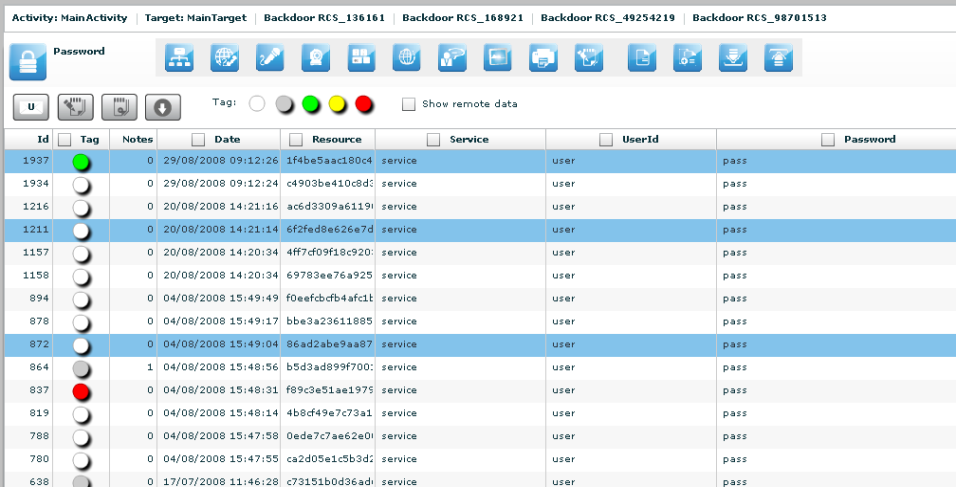 Activity: MainActivity Target: MainTarget Backdoor RCS_136161 Backdoor RCS_168921 Backdoor RCS_49254219 Backdoor RCS_98701513
Password
U Tag: Show remote data
Id Tag Notes Date Resource Service UserId Password
1937 0 29/08/2008 09:12:26 1f4be5aac180c4 service user pass
1934 0 29/08/2008 09:12:24 c4903be410c8d3 service user pass
1216 0 20/08/2008 14:21:16 ac6d3309a6119 service user pass
1211 0 20/08/2008 14:21:14 6f2fed8e626e7d service user pass
1157 0 20/08/2008 14:20:34 4ff7cf09f18c920 service user pass
1158 0 20/08/2008 14:20:34 69783ee76a925 service user pass
894 0 04/08/2008 15:49:49 f0eefcbcfb4afc1 service user pass
878 0 04/08/2008 15:49:17 bbe3a23611885 service user pass
872 0 04/08/2008 15:49:04 86ad2abe9aa87 service user pass
864 1 04/08/2008 15:48:56 b5d3ad899f700 service user pass
837 0 04/08/2008 15:48:31 f89c3e51ae1979 service user pass
819 0 04/08/2008 15:48:14 4b8cf49e7c73a1 service user pass
788 0 04/08/2008 15:47:58 0ede7c7ae62e0 service user pass
780 0 04/08/2008 15:47:55 ca2d05e1c5b3d2 service user pass
638 0 17/07/2008 11:46:28 c73151b0d36ad service user pass